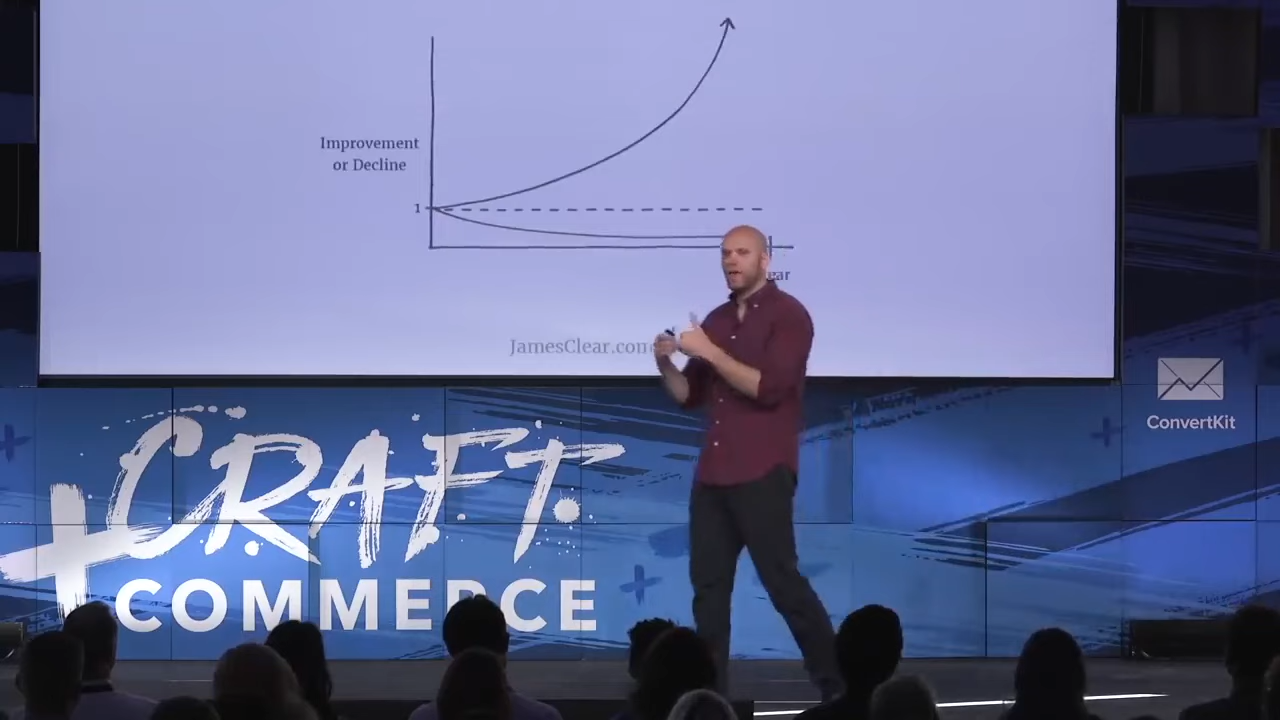 Improvement
or Decline
1
JamesClear.com
CRAFT
+COMMERCE
ConvertKit